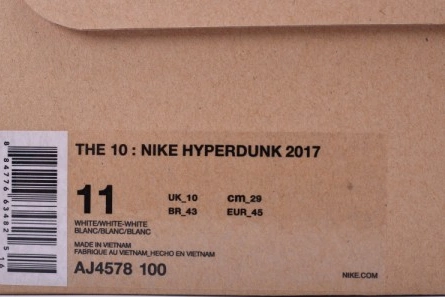 THE 10 : NIKE HYPERDUNK 2017
11
UK_10 cm_29
BR_43 EUR_45
WHITE/WHITE-WHITE
BLANC/BLANC/BLANC
MADE IN VIETNAM
FABRIQUE AU VIETNAM_HECHO EN VIETNAM
AJ4578 100
NIKE.COM